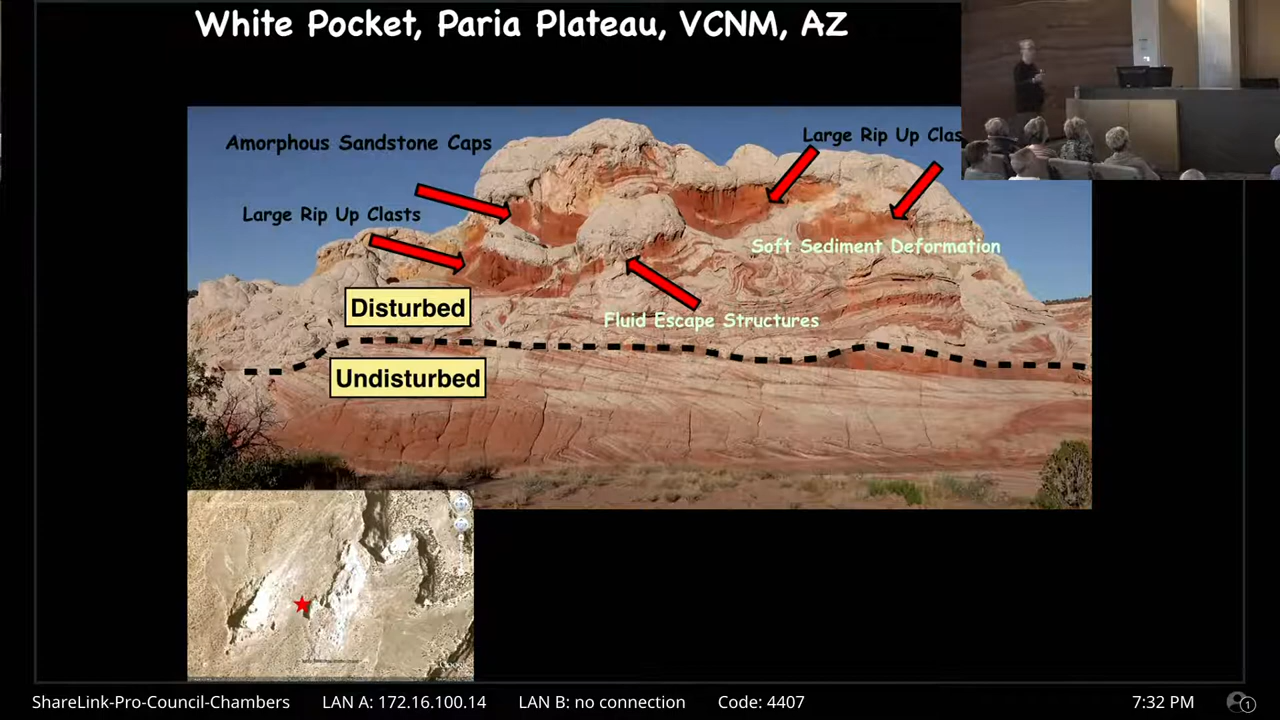 White Pocket, Paria Plateau, VCNM, AZ
Amorphous Sandstone Caps
Large Rip Up Clas
Large Rip Up Clasts
Soft Sediment Deformation
Disturbed
Fluid Escape Structures
Undisturbed
ShareLink-Pro-Council-Chambers LAN A: 172.16.100.14 LAN B: no connection Code: 4407 7:32 PM 1